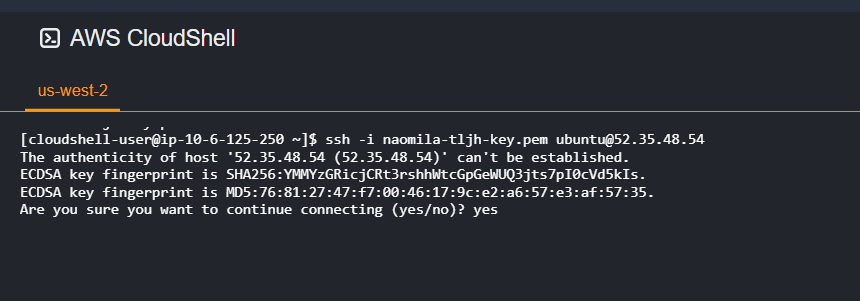 AWS CloudShell
us-west-2
[cloudshell-user@ip-10-6-125-250 ~]$ ssh -i naomila-tljh-key.pem ubuntu@52.35.48.54
The authenticity of host '52.35.48.54 (52.35.48.54)' can't be established.
ECDSA key fingerprint is SHA256:YMMYzGRicjCRt3rshhWtcGpGeWUQ3jts7pI0cVd5kIs.
ECDSA key fingerprint is MD5:76:81:27:47:f7:00:46:17:9c:e2:a6:57:e3:af:57:35.
Are you sure you want to continue connecting (yes/no)? yes